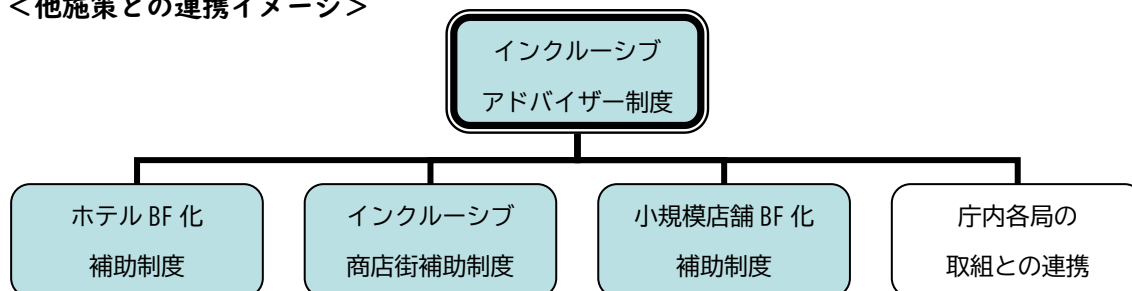 ＜他施策との連携イメージ＞
インクルーシブ
アドバイザー制度
ホテル BF 化
補助制度
インクルーシブ
商店街補助制度
小規模店舗 BF 化
補助制度
庁内各局の
取組との連携